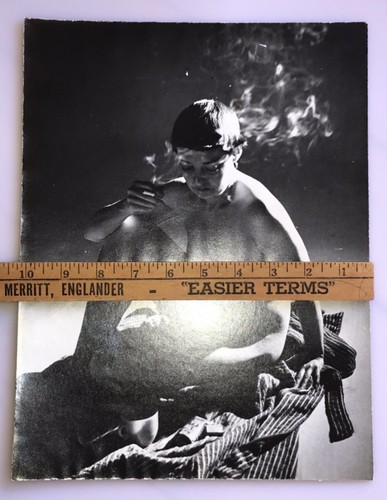 10 9 8 7 6 5 4 3 2 1
MERRITT, ENGLANDER - "EASIER TERMS"